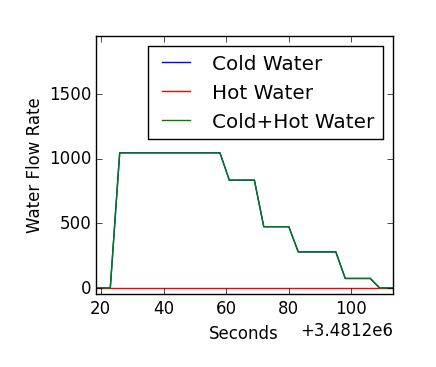 Cold Water
Hot Water
Cold+Hot Water
Water Flow Rate
1500
1000
500
0
20 40 60 80 100
Seconds
+3.4812e6